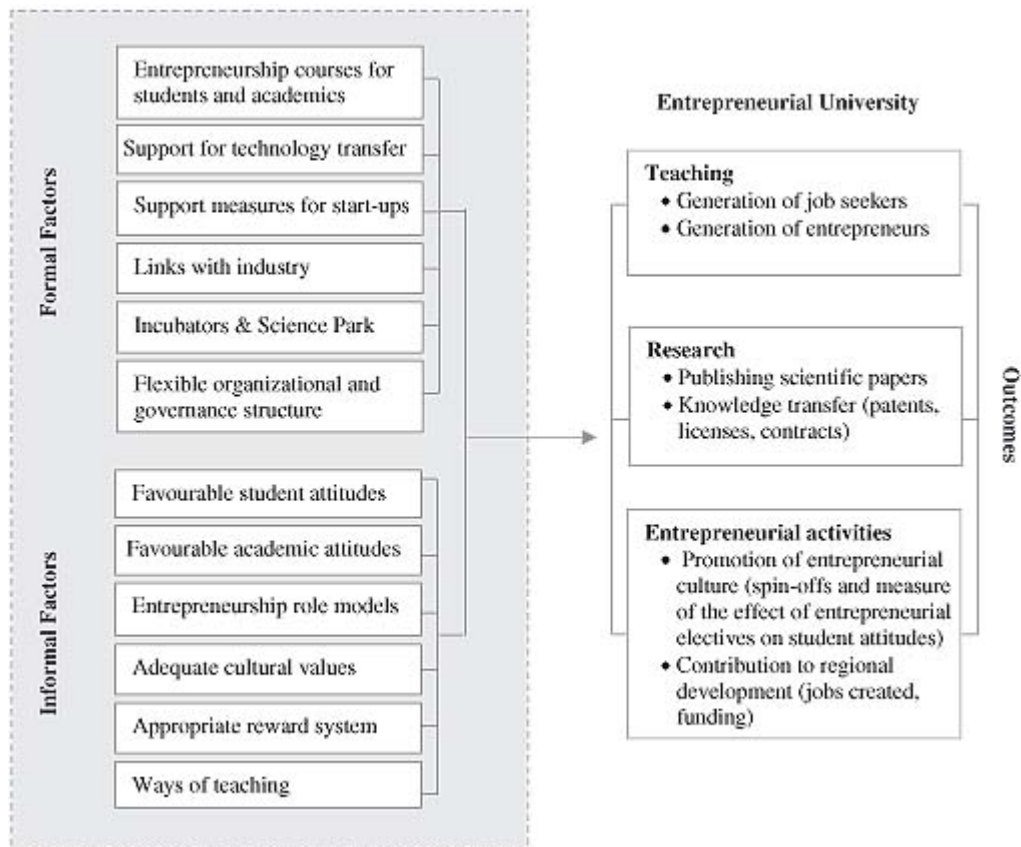 Formal Factors
Entrepreneurship courses for
students and academics
Support for technology transfer
Support measures for start-ups
Links with industry
Incubators & Science Park
Flexible organizational and
governance structure
Informal Factors
Favourable student attitudes
Favourable academic attitudes
Entrepreneurship role models
Adequate cultural values
Appropriate reward system
Ways of teaching
Entrepreneurial University
Teaching
• Generation of job seekers
• Generation of entrepreneurs
Research
• Publishing scientific papers
• Knowledge transfer (patents,
licenses, contracts)
Entrepreneurial activities
• Promotion of entrepreneurial
culture (spin-offs and measure
of the effect of entrepreneurial
electives on student attitudes)
• Contribution to regional
development (jobs created,
funding)
Outcomes